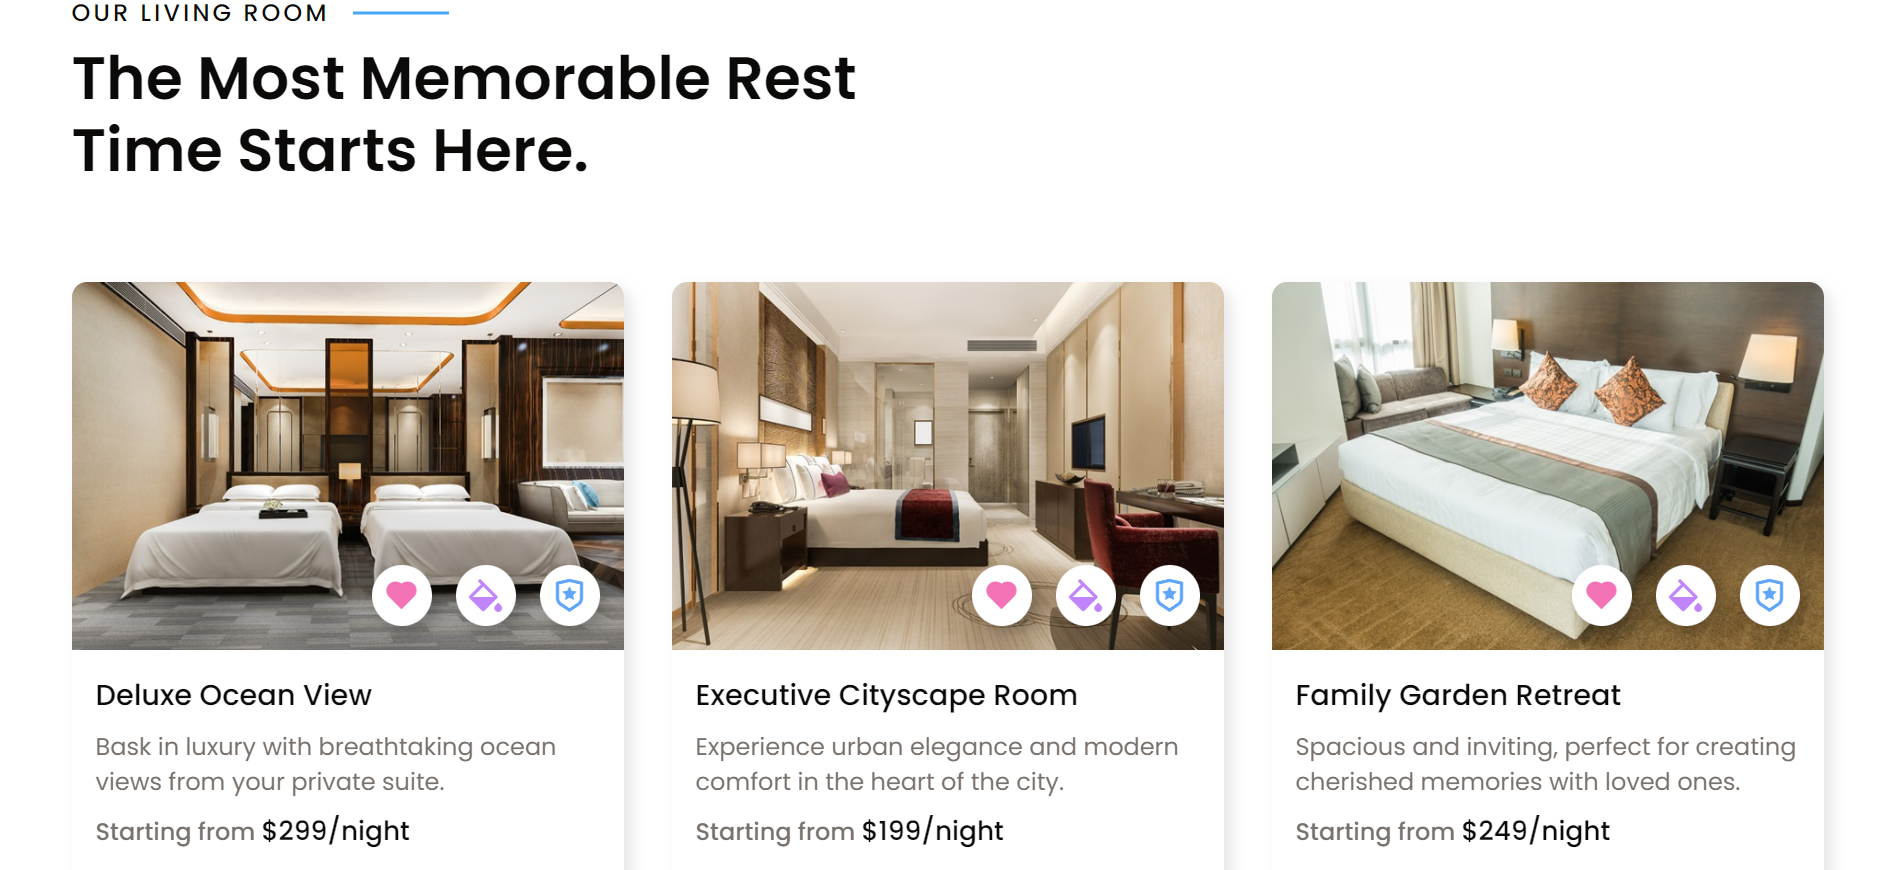 OUR LIVING ROOM
The Most Memorable Rest
Time Starts Here.
Deluxe Ocean View
Bask in luxury with breathtaking ocean
views from your private suite.
Starting from $299/night
Executive Cityscape Room
Experience urban elegance and modern
comfort in the heart of the city.
Starting from $199/night
Family Garden Retreat
Spacious and inviting, perfect for creating
cherished memories with loved ones.
Starting from $249/night